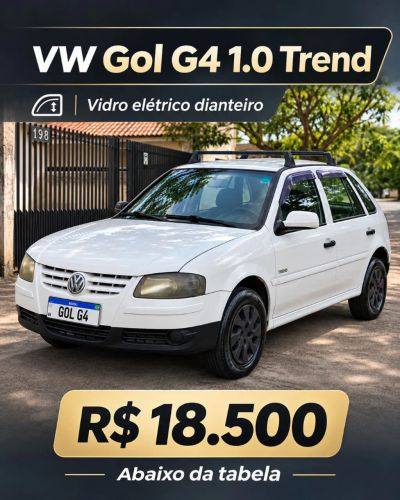 VW Gol G4 1.0 Trend
Vidro elétrico dianteiro
198
GOL G4
R$ 18.500
Abaixo da tabela